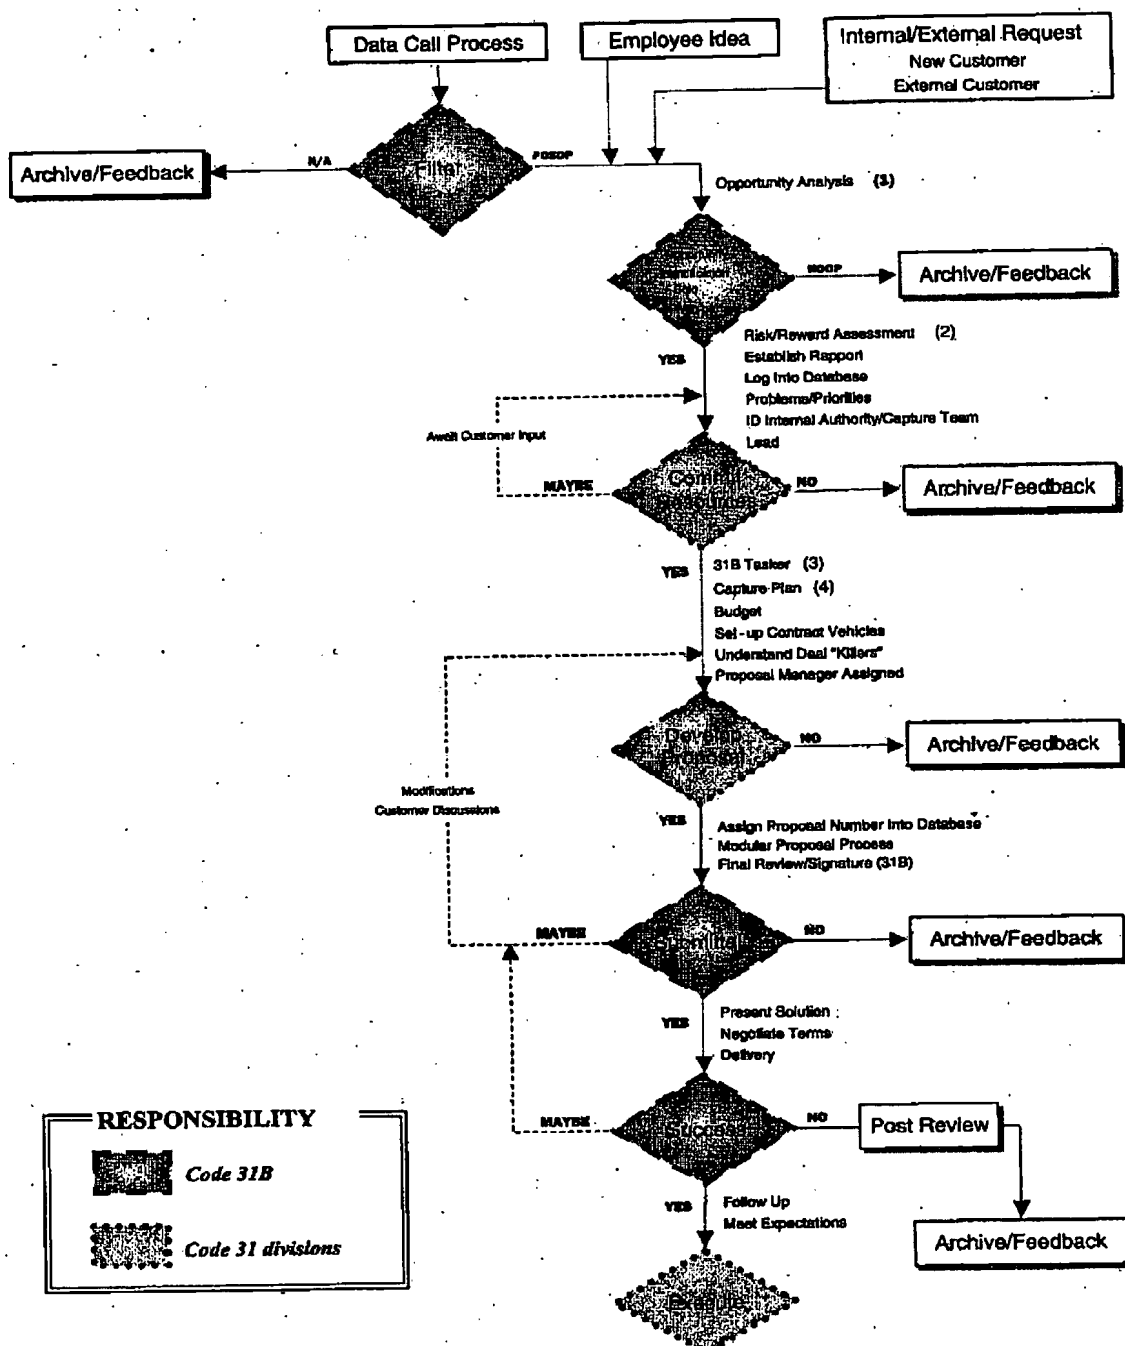 Data Call Process
Employee Idea
Internal/External Request
New Customer
External Customer
Archive/Feedback
N/A
Filter
POSOP
Opportunity Analysis (1)
NOOP
Archive/Feedback
YES
Risk/Reward Assessment (2)
Establish Rapport
Log Into Database
Problems/Priorities
ID Internal Authority/Capture Team
Lead
Await Customer Input
MAYBE
Commit
Resources
NO
Archive/Feedback
YES
31B Tasker (3)
Capture Plan (4)
Budget
Set-up Contract Vehicles
Understand Deal "Killers"
Proposal Manager Assigned
Develop
Proposal
NO
Archive/Feedback
Modifications
Customer Discussions
YES
Assign Proposal Number Into Database
Modular Proposal Process
Final Review/Signature (31B)
MAYBE
Submittal
NO
Archive/Feedback
YES
Present Solution
Negotiate Terms
Delivery
MAYBE
Success
NO
Post Review
YES
Follow Up
Meet Expectations
Archive/Feedback
Execute
RESPONSIBILITY
Code 31B
Code 31 divisions